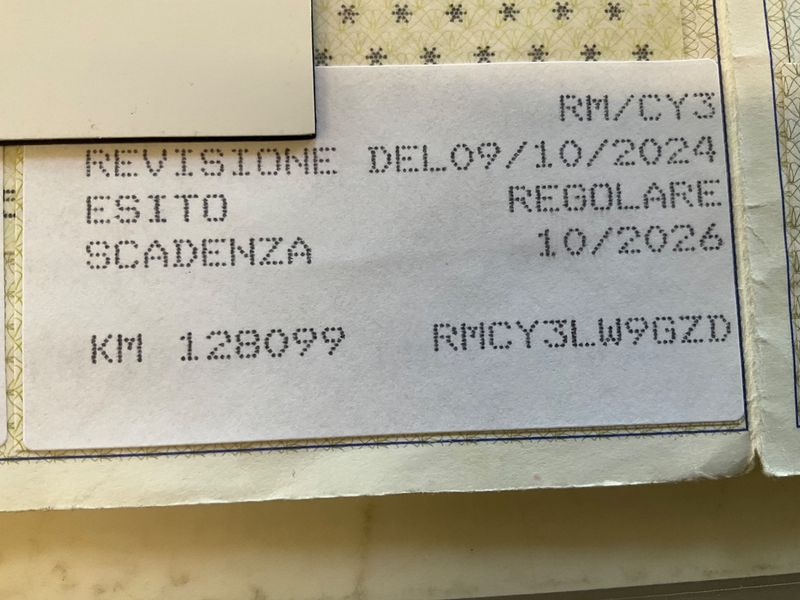 RM/CY3
REVISIONE DEL09/10/2024
ESITO REGOLARE
SCADENZA 10/2026
KM 128099 RMCY3LW9GZD